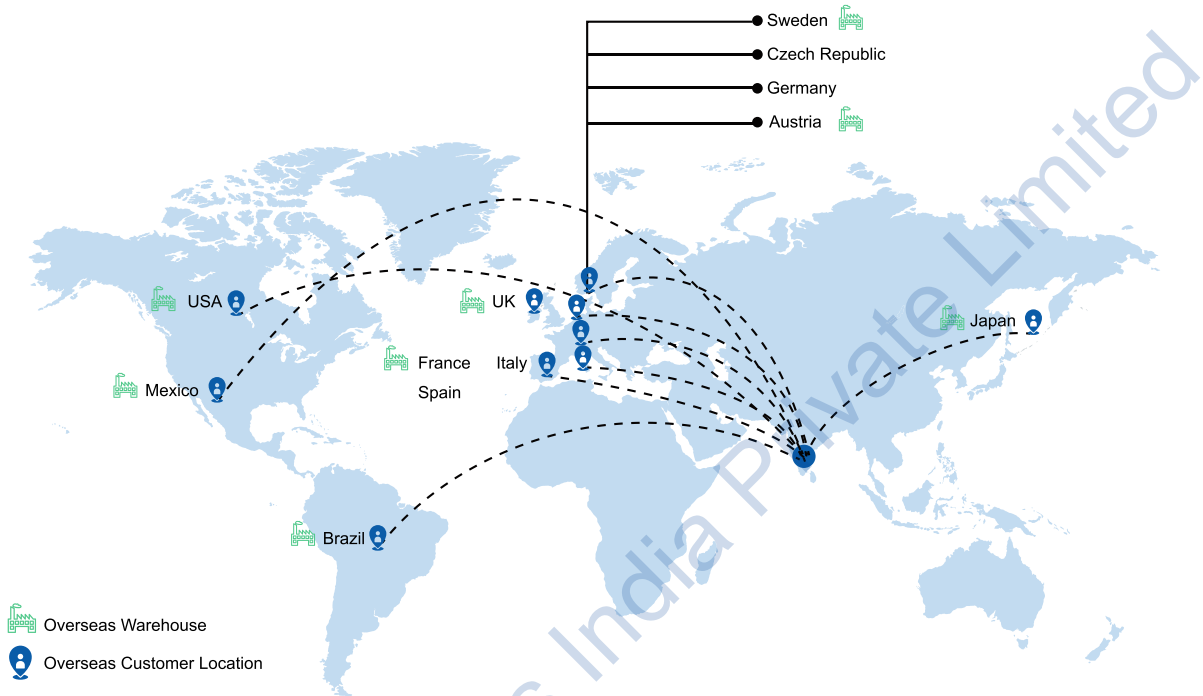 Sweden
Czech Republic
Germany
Austria
USA
UK
Japan
France
Italy
Mexico
Spain
Brazil
Overseas Warehouse
Overseas Customer Location
s India Private Limited